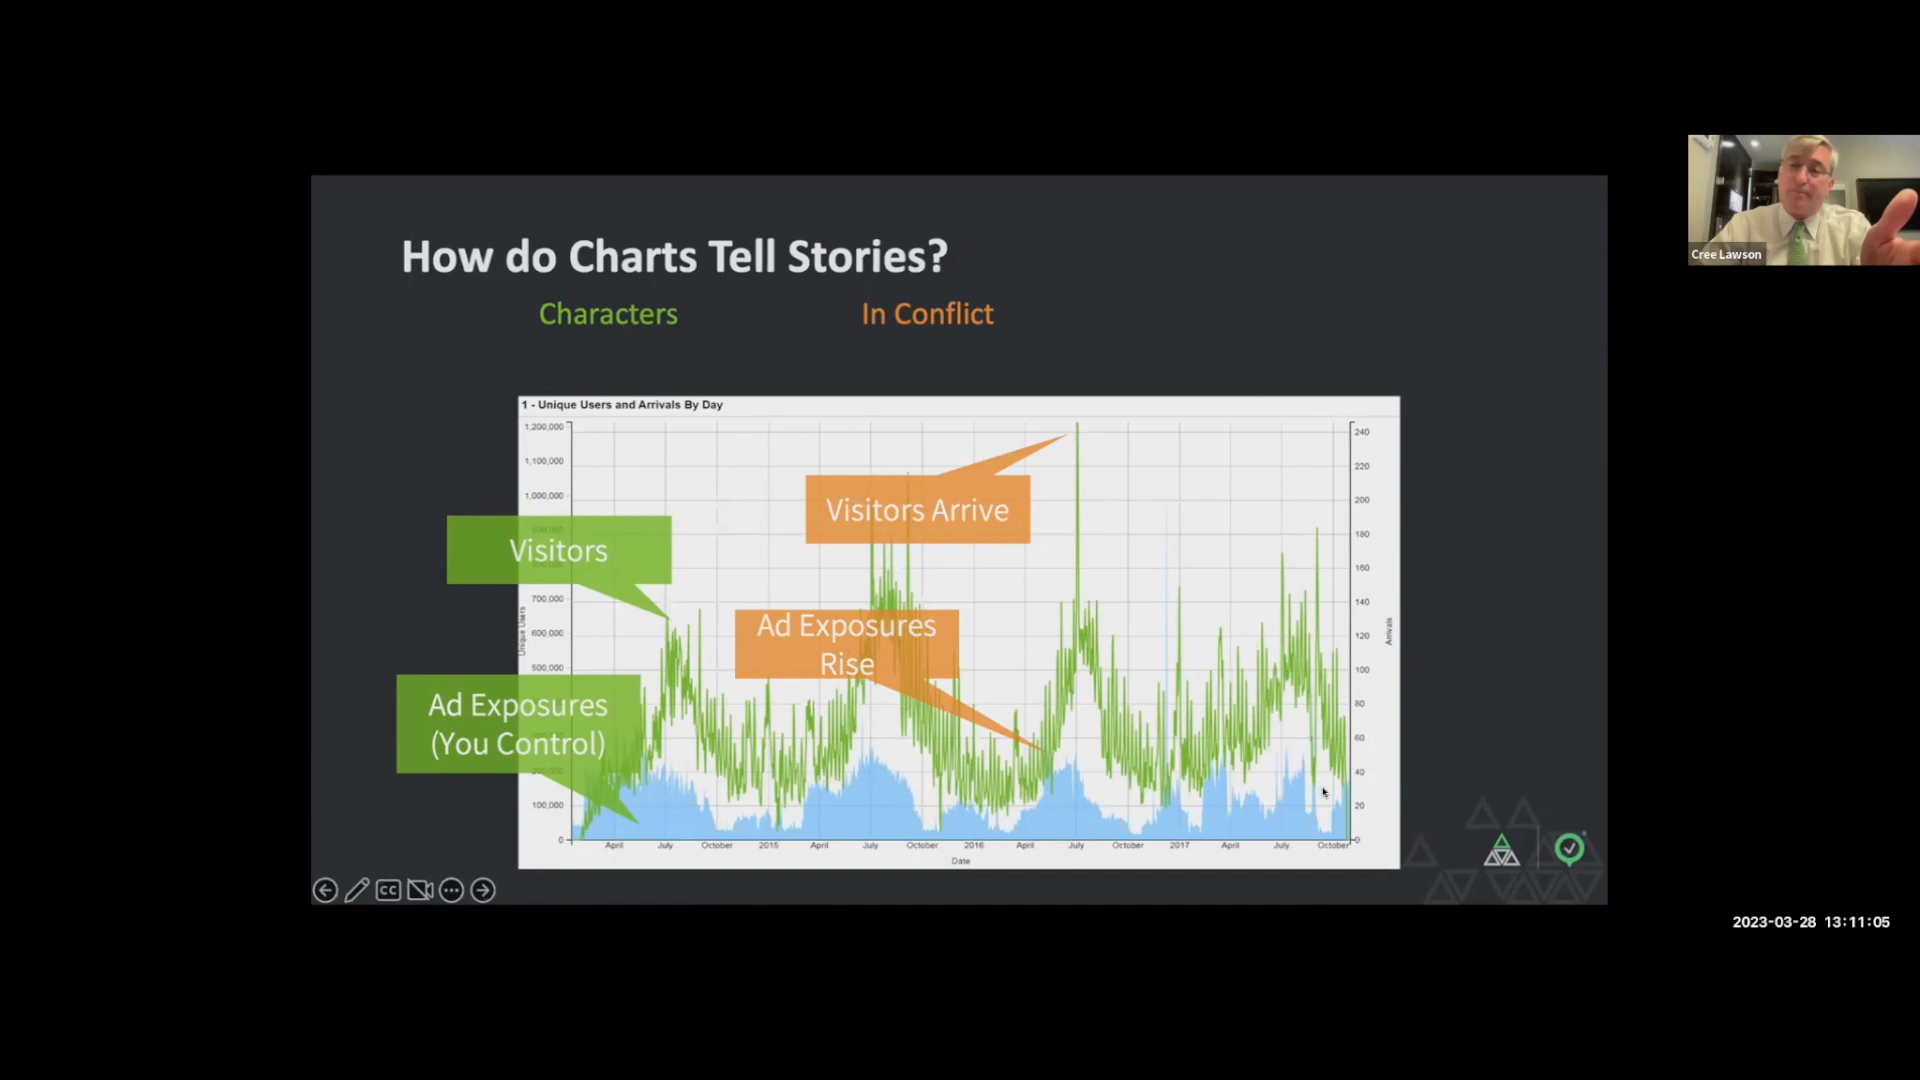 How do Charts Tell Stories?
Characters
In Conflict
1 - Unique Users and Arrivals By Day
1,200,000
1,100,000
1,000,000
700,000
600,000
500,000
100,000
0
Unique Users
Visitors
Ad Exposures
(You Control)
Visitors Arrive
Ad Exposures
Rise
240
220
200
180
160
140
120
100
80
60
40
20
0
Arrivals
April
July
October
2015
April
July
October
2016
April
July
October
2017
April
July
October
Date
CC
Cree Lawson
2023-03-28 13:11:05